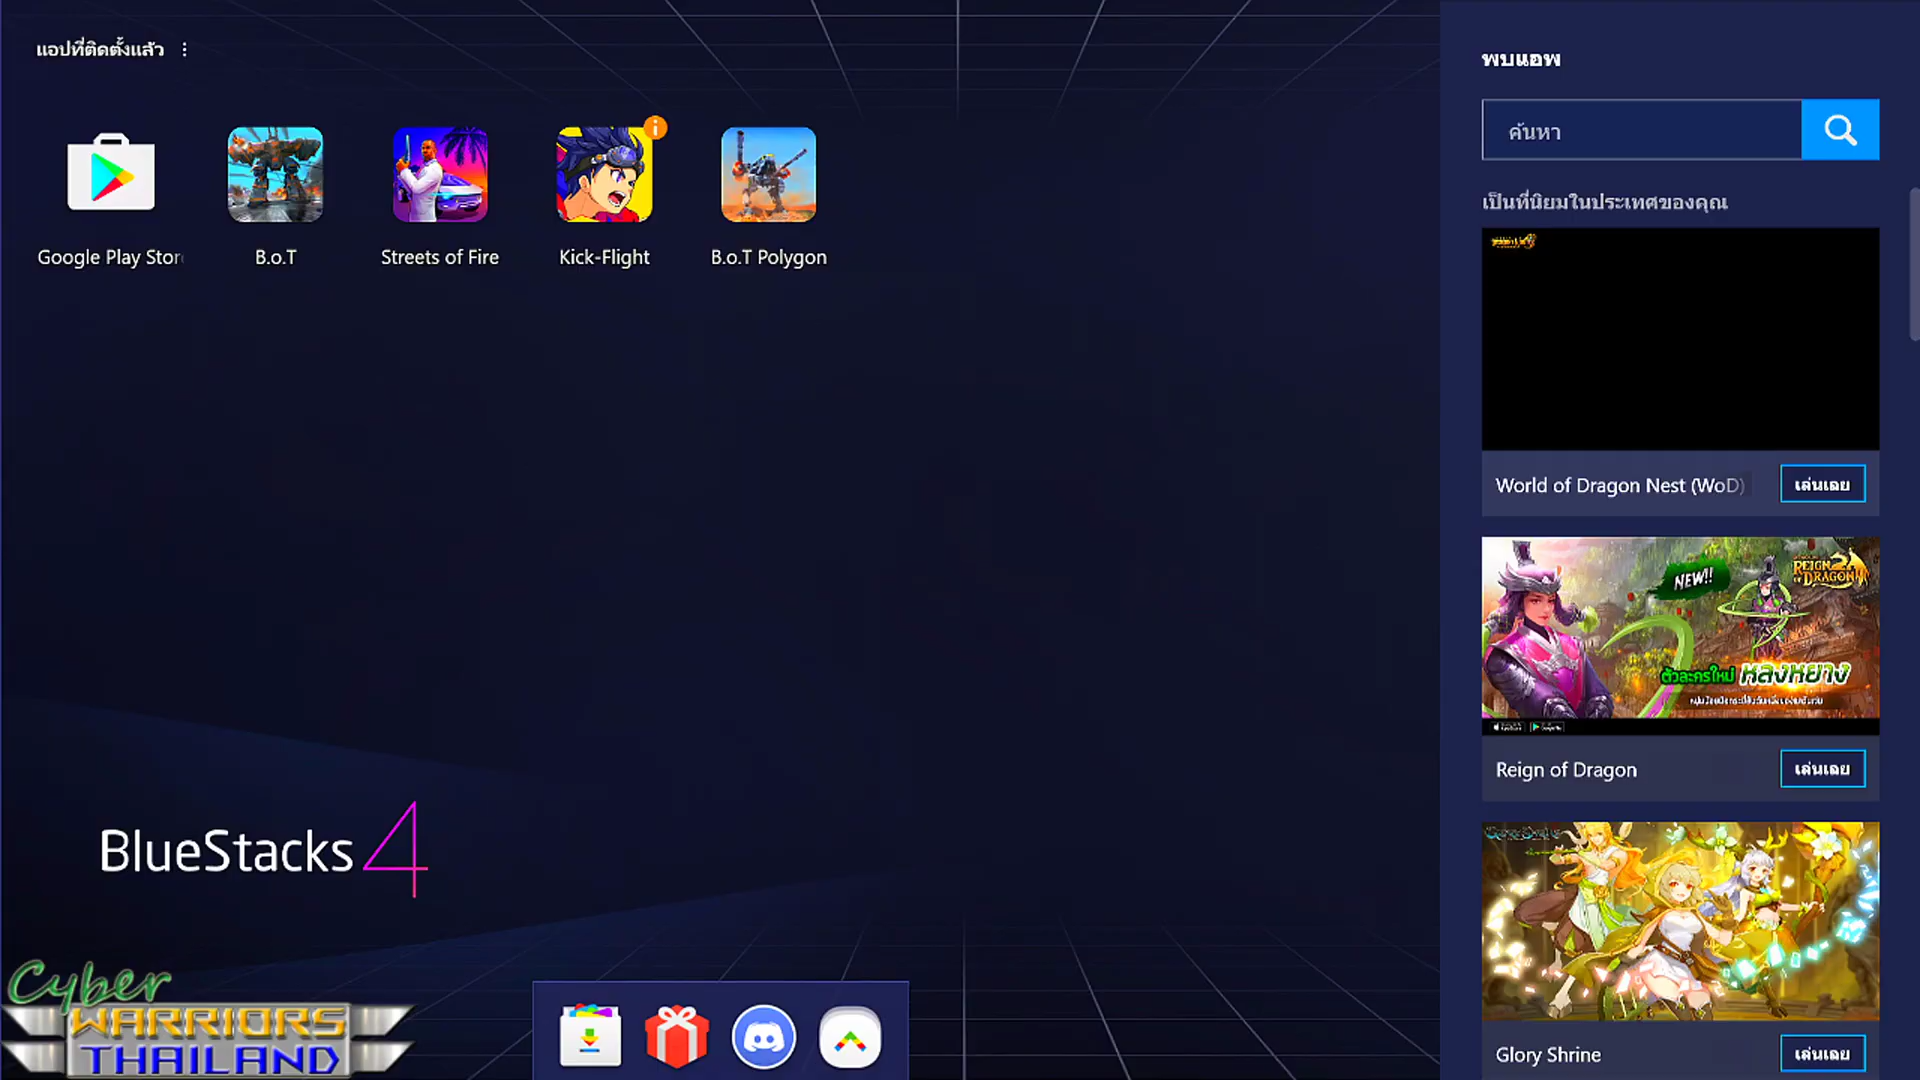 แอปที่ติดตั้งแล้ว
Google Play Stor
B.o.T
Streets of Fire
Kick-Flight
B.o.T Polygon
พบแอพ
ค้นหา
เป็นที่นิยมในประเทศของคุณ
World of Dragon Nest (WoD)
เล่นเลย
NEW!!
REIGN OF DRAGON
ตัวละครใหม่ หลงหยาง
Reign of Dragon
เล่นเลย
Glory Shrine
เล่นเลย
BlueStacks 4
Cyber
WARRIORS
THAILAND